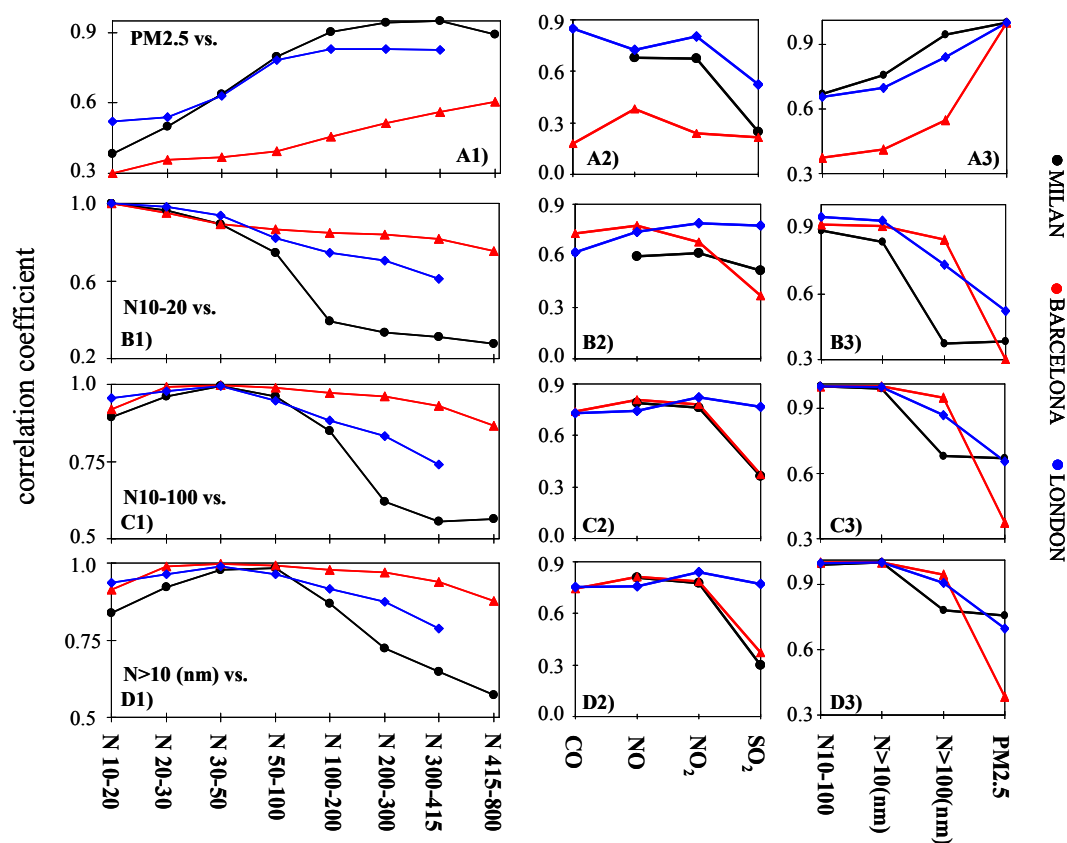 correlation coefficient
PM2.5 vs.
A1)
0.9
0.6
0.3
A2)
0.9
0.6
0.3
0.0
A3)
0.9
0.6
0.3
N10-20 vs.
B1)
1.0
0.6
0.2
B2)
0.9
0.6
0.3
0.0
B3)
0.9
0.6
0.3
N10-100 vs.
C1)
1.0
0.75
0.5
C2)
0.9
0.6
0.3
0.0
C3)
0.9
0.6
0.3
N>10 (nm) vs.
D1)
1.0
0.75
0.5
D2)
0.9
0.6
0.3
0.0
D3)
0.9
0.6
0.3
N 10-20
N 20-30
N 30-50
N 50-100
N 100-200
N 200-300
N 300-415
N 415-800
CO
NO
NO2
SO2
N10-100
N>10(nm)
N>100(nm)
PM2.5
MILAN
BARCELONA
LONDON